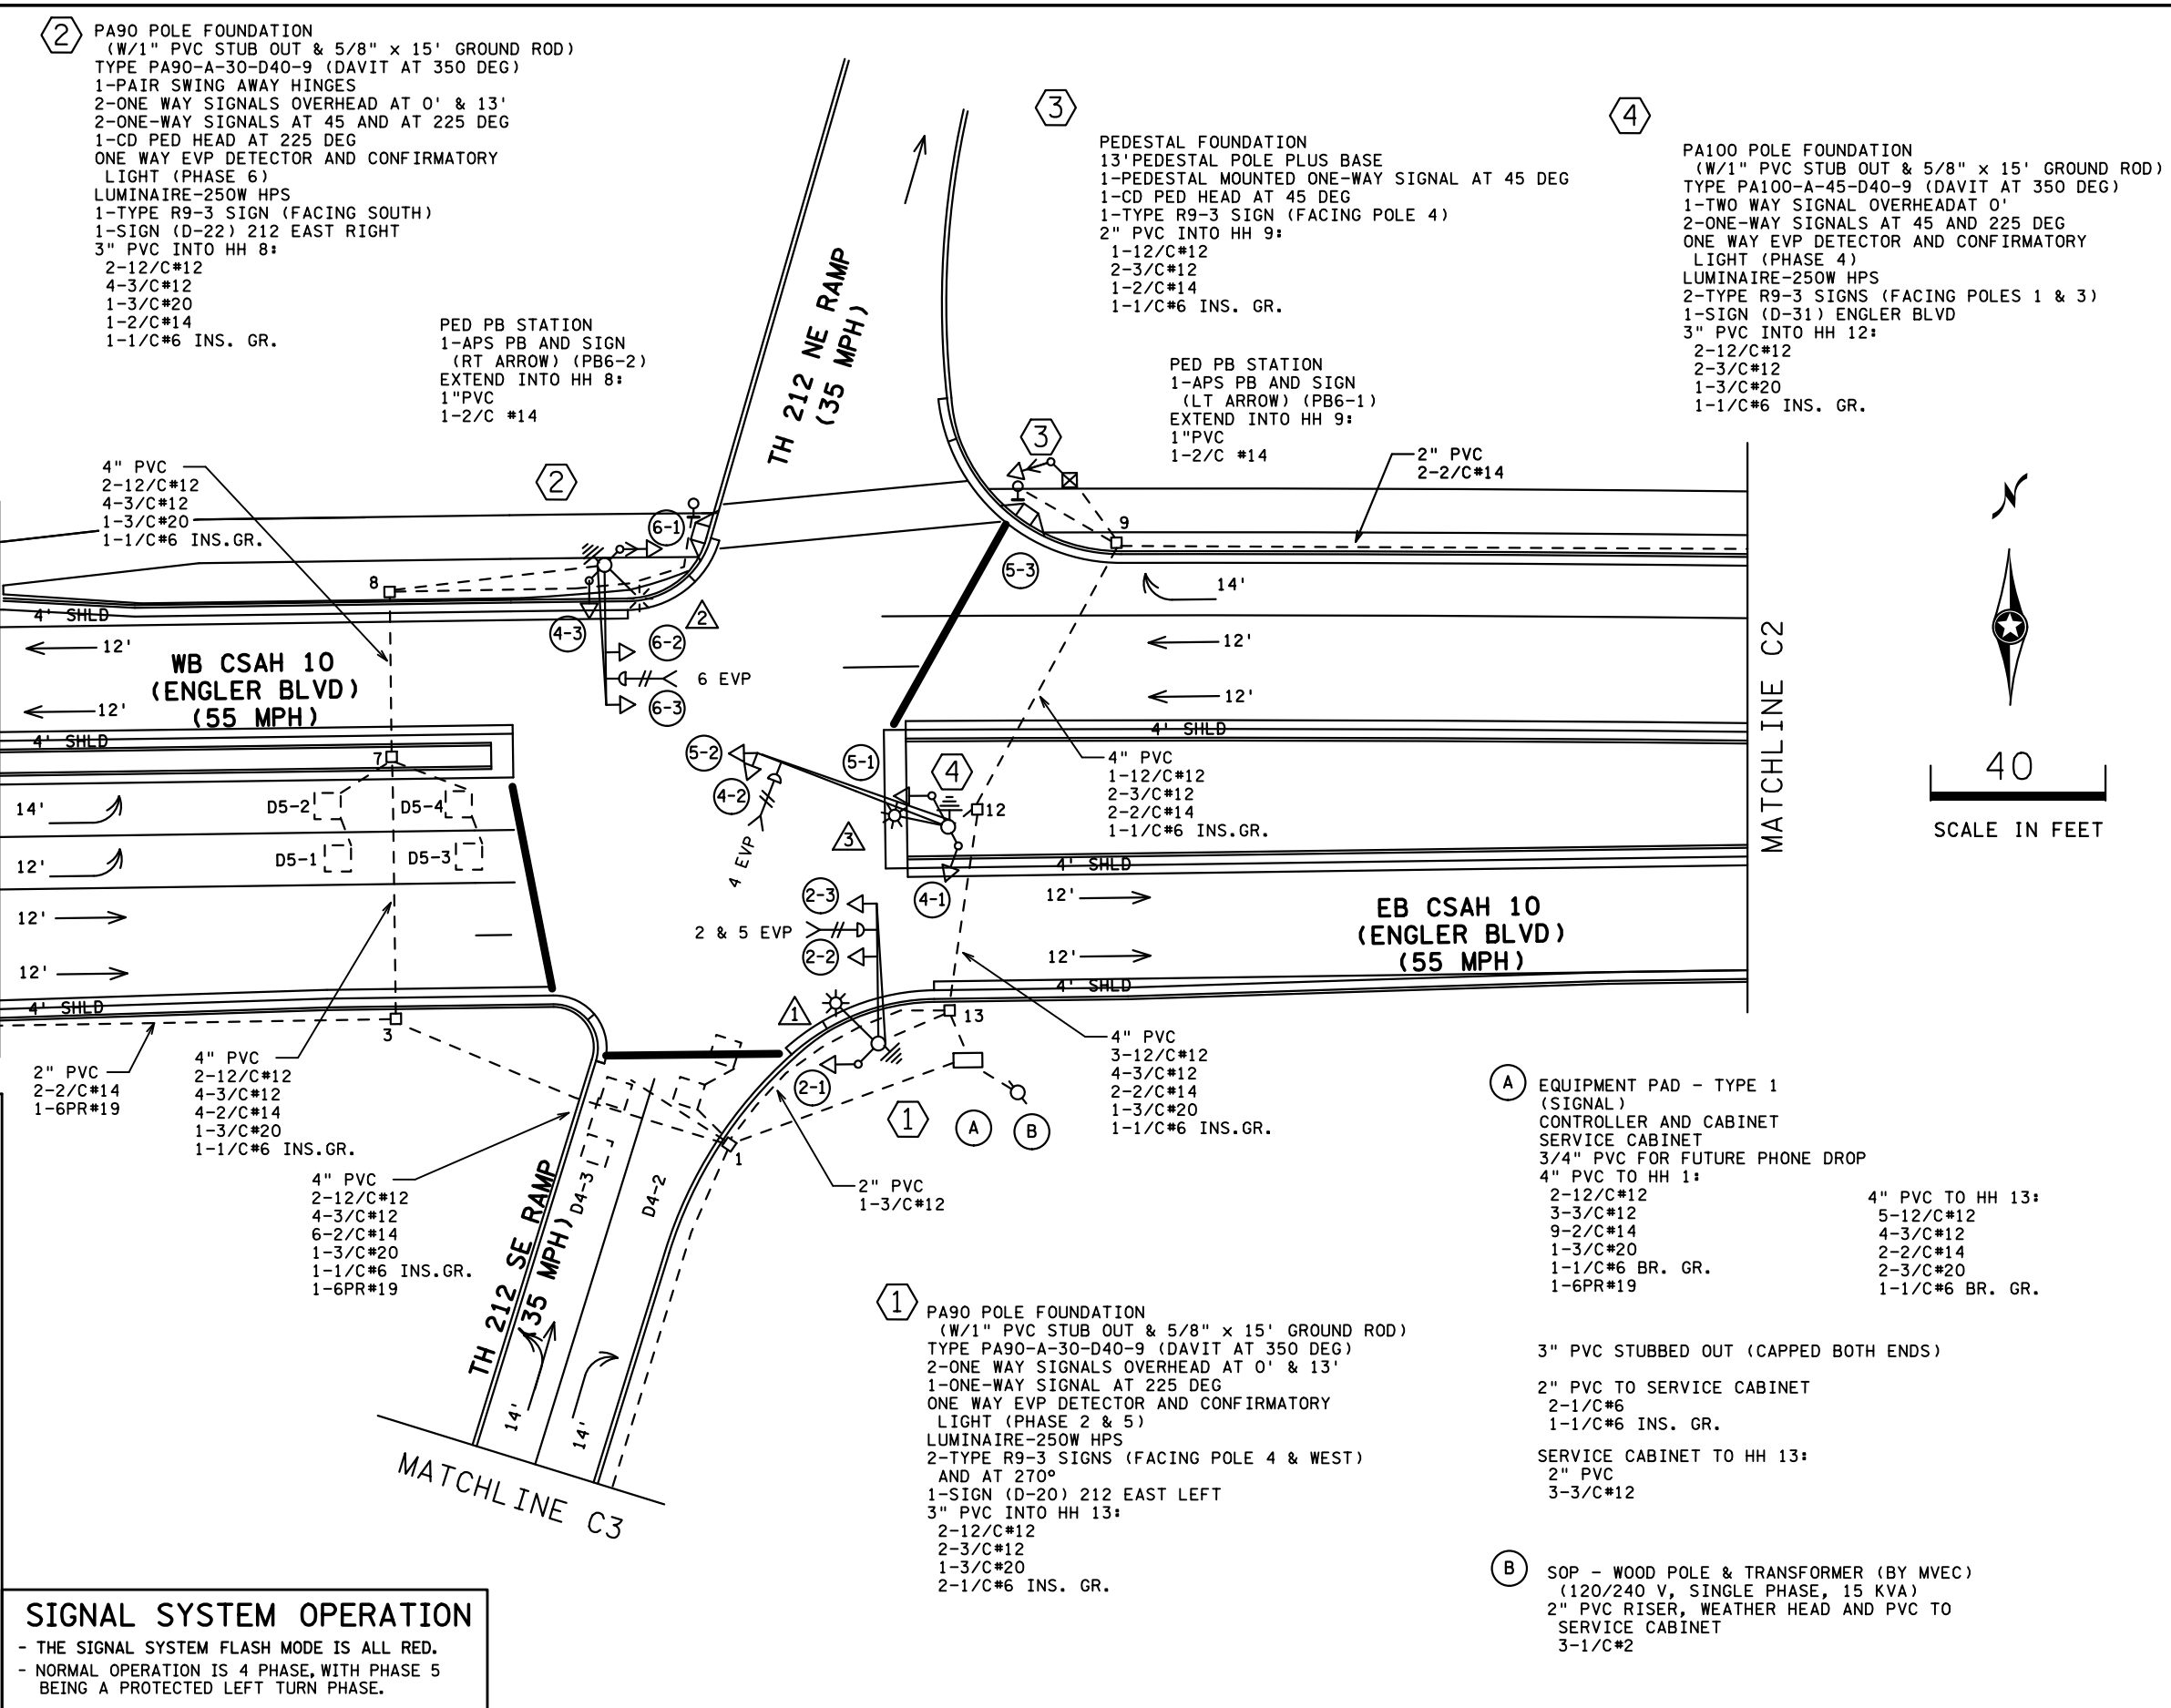 2
PA90 POLE FOUNDATION
(W/1" PVC STUB OUT & 5/8" x 15' GROUND ROD)
TYPE PA90-A-30-D40-9 (DAVIT AT 350 DEG)
1-PAIR SWING AWAY HINGES
2-ONE WAY SIGNALS OVERHEAD AT 0' & 13'
2-ONE-WAY SIGNALS AT 45 AND AT 225 DEG
1-CD PED HEAD AT 225 DEG
ONE WAY EVP DETECTOR AND CONFIRMATORY
LIGHT (PHASE 6)
LUMINAIRE-250W HPS
1-TYPE R9-3 SIGN (FACING SOUTH)
1-SIGN (D-22) 212 EAST RIGHT
3" PVC INTO HH 8:
2-12/C#12
4-3/C#12
1-3/C#20
1-2/C#14
1-1/C#6 INS. GR.
PED PB STATION
1-APS PB AND SIGN
(RT ARROW) (PB6-2)
EXTEND INTO HH 8:
1"PVC
1-2/C #14
3
PEDESTAL FOUNDATION
13'PEDESTAL POLE PLUS BASE
1-PEDESTAL MOUNTED ONE-WAY SIGNAL AT 45 DEG
1-CD PED HEAD AT 45 DEG
1-TYPE R9-3 SIGN (FACING POLE 4)
2" PVC INTO HH 9:
1-12/C#12
2-3/C#12
1-2/C#14
1-1/C#6 INS. GR.
PED PB STATION
1-APS PB AND SIGN
(LT ARROW) (PB6-1)
EXTEND INTO HH 9:
1"PVC
1-2/C #14
4
PA100 POLE FOUNDATION
(W/1" PVC STUB OUT & 5/8" x 15' GROUND ROD)
TYPE PA100-A-45-D40-9 (DAVIT AT 350 DEG)
1-TWO WAY SIGNAL OVERHEADAT 0'
2-ONE-WAY SIGNALS AT 45 AND 225 DEG
ONE WAY EVP DETECTOR AND CONFIRMATORY
LIGHT (PHASE 4)
LUMINAIRE-250W HPS
2-TYPE R9-3 SIGNS (FACING POLES 1 & 3)
1-SIGN (D-31) ENGLER BLVD
3" PVC INTO HH 12:
2-12/C#12
2-3/C#12
1-3/C#20
1-1/C#6 INS. GR.
TH 212 NE RAMP
(35 MPH)
4" PVC
2-12/C#12
4-3/C#12
1-3/C#20
1-1/C#6 INS.GR.
2
3
2" PVC
2-2/C#14
N
6-1
9
5-3
8
14'
4' SHLD
4-3
6-2
2
12'
12'
WB CSAH 10
(ENGLER BLVD)
(55 MPH)
6 EVP
6-3
12'
12'
4' SHLD
4' SHLD
MATCHLINE C2
7
5-2
5-1
4
4" PVC
1-12/C#12
2-3/C#12
2-2/C#14
1-1/C#6 INS.GR.
40
SCALE IN FEET
14'
D5-2
D5-4
4-2
12
3
4 EVP
12'
D5-1
D5-3
4' SHLD
2-3
4-1
12'
12'
EB CSAH 10
(ENGLER BLVD)
(55 MPH)
2 & 5 EVP
2-2
12'
12'
4' SHLD
4' SHLD
1
13
3
2" PVC
2-2/C#14
1-6PR#19
4" PVC
2-12/C#12
4-3/C#12
4-2/C#14
1-3/C#20
1-1/C#6 INS.GR.
2-1
1
A
B
4" PVC
3-12/C#12
4-3/C#12
2-2/C#14
1-3/C#20
1-1/C#6 INS.GR.
1
4" PVC
2-12/C#12
4-3/C#12
6-2/C#14
1-3/C#20
1-1/C#6 INS.GR.
1-6PR#19
2" PVC
1-3/C#12
D4-3
D4-2
TH 212 SE RAMP
(35 MPH)
14'
14'
MATCHLINE C3
A
EQUIPMENT PAD - TYPE 1
(SIGNAL)
CONTROLLER AND CABINET
SERVICE CABINET
3/4" PVC FOR FUTURE PHONE DROP
4" PVC TO HH 1:
2-12/C#12
3-3/C#12
9-2/C#14
1-3/C#20
1-1/C#6 BR. GR.
1-6PR#19
4" PVC TO HH 13:
5-12/C#12
4-3/C#12
2-2/C#14
2-3/C#20
1-1/C#6 BR. GR.
3" PVC STUBBED OUT (CAPPED BOTH ENDS)
2" PVC TO SERVICE CABINET
2-1/C#6
1-1/C#6 INS. GR.
SERVICE CABINET TO HH 13:
2" PVC
3-3/C#12
1
PA90 POLE FOUNDATION
(W/1" PVC STUB OUT & 5/8" x 15' GROUND ROD)
TYPE PA90-A-30-D40-9 (DAVIT AT 350 DEG)
2-ONE WAY SIGNALS OVERHEAD AT 0' & 13'
1-ONE-WAY SIGNAL AT 225 DEG
ONE WAY EVP DETECTOR AND CONFIRMATORY
LIGHT (PHASE 2 & 5)
LUMINAIRE-250W HPS
2-TYPE R9-3 SIGNS (FACING POLE 4 & WEST)
AND AT 270°
1-SIGN (D-20) 212 EAST LEFT
3" PVC INTO HH 13:
2-12/C#12
2-3/C#12
1-3/C#20
2-1/C#6 INS. GR.
B
SOP - WOOD POLE & TRANSFORMER (BY MVEC)
(120/240 V, SINGLE PHASE, 15 KVA)
2" PVC RISER, WEATHER HEAD AND PVC TO
SERVICE CABINET
3-1/C#2
SIGNAL SYSTEM OPERATION
- THE SIGNAL SYSTEM FLASH MODE IS ALL RED.
- NORMAL OPERATION IS 4 PHASE, WITH PHASE 5
BEING A PROTECTED LEFT TURN PHASE.